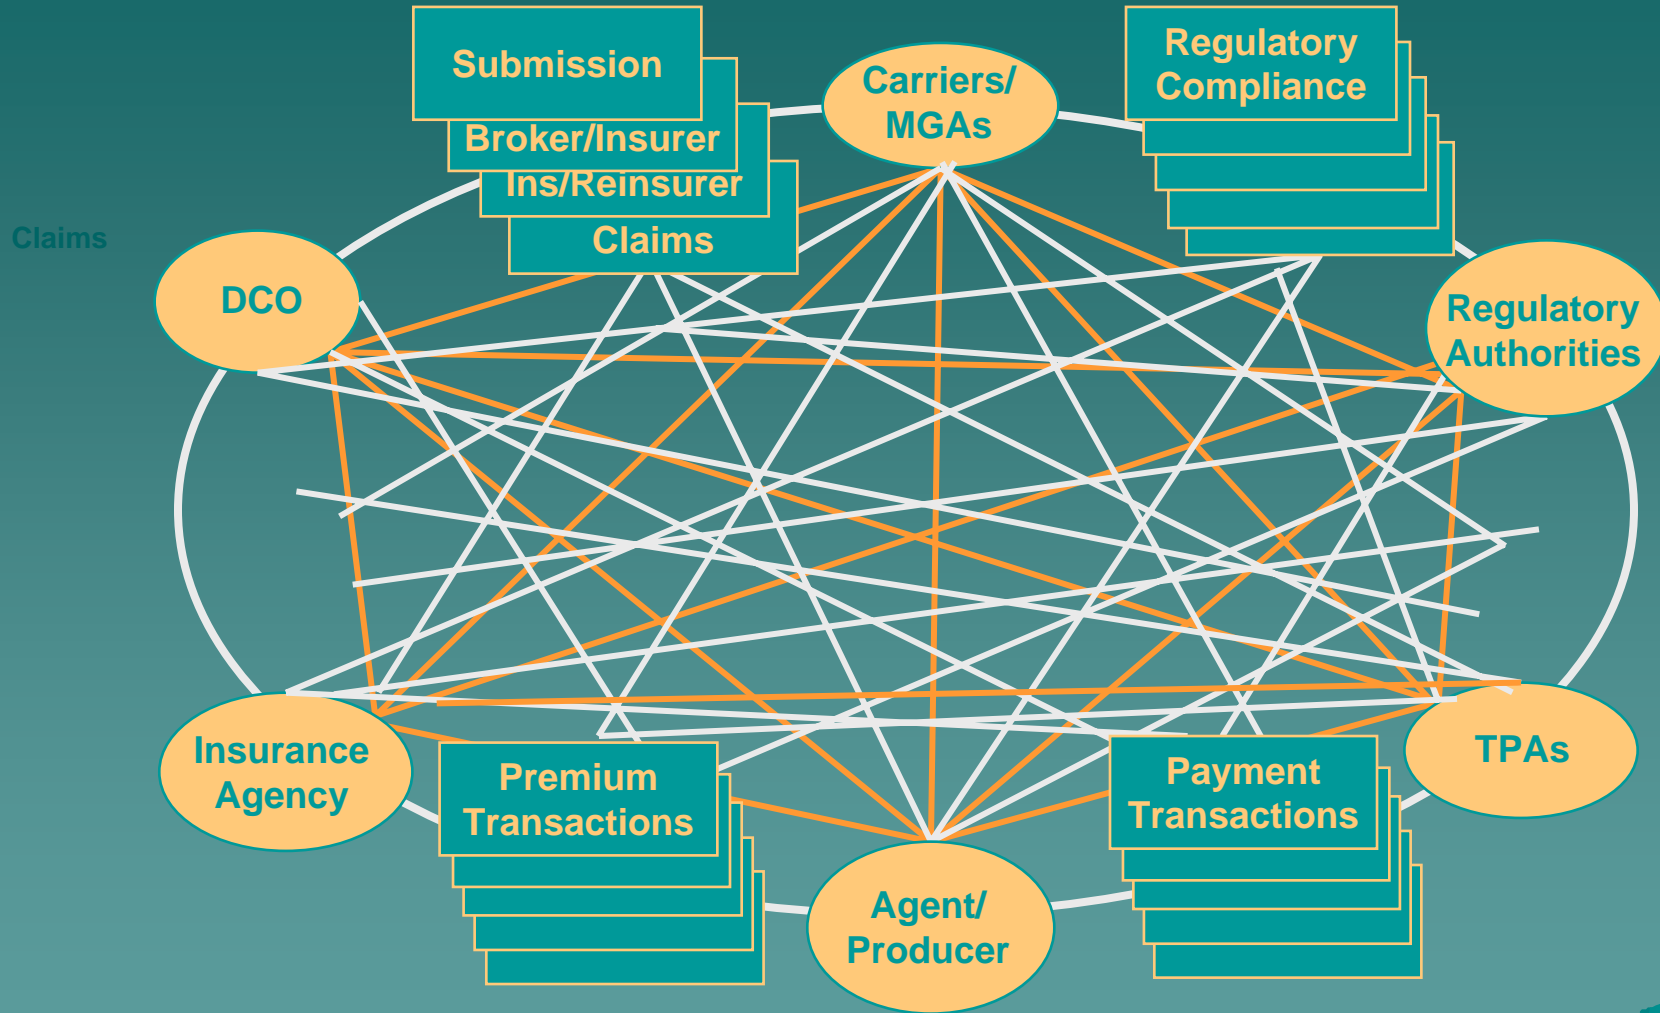 Submission
Broker/Insurer
Ins/Reinsurer
Claims
Carriers/
MGAs
Regulatory
Compliance
Claims
DCO
Regulatory
Authorities
Insurance
Agency
Premium
Transactions
Agent/
Producer
Payment
Transactions
TPAs